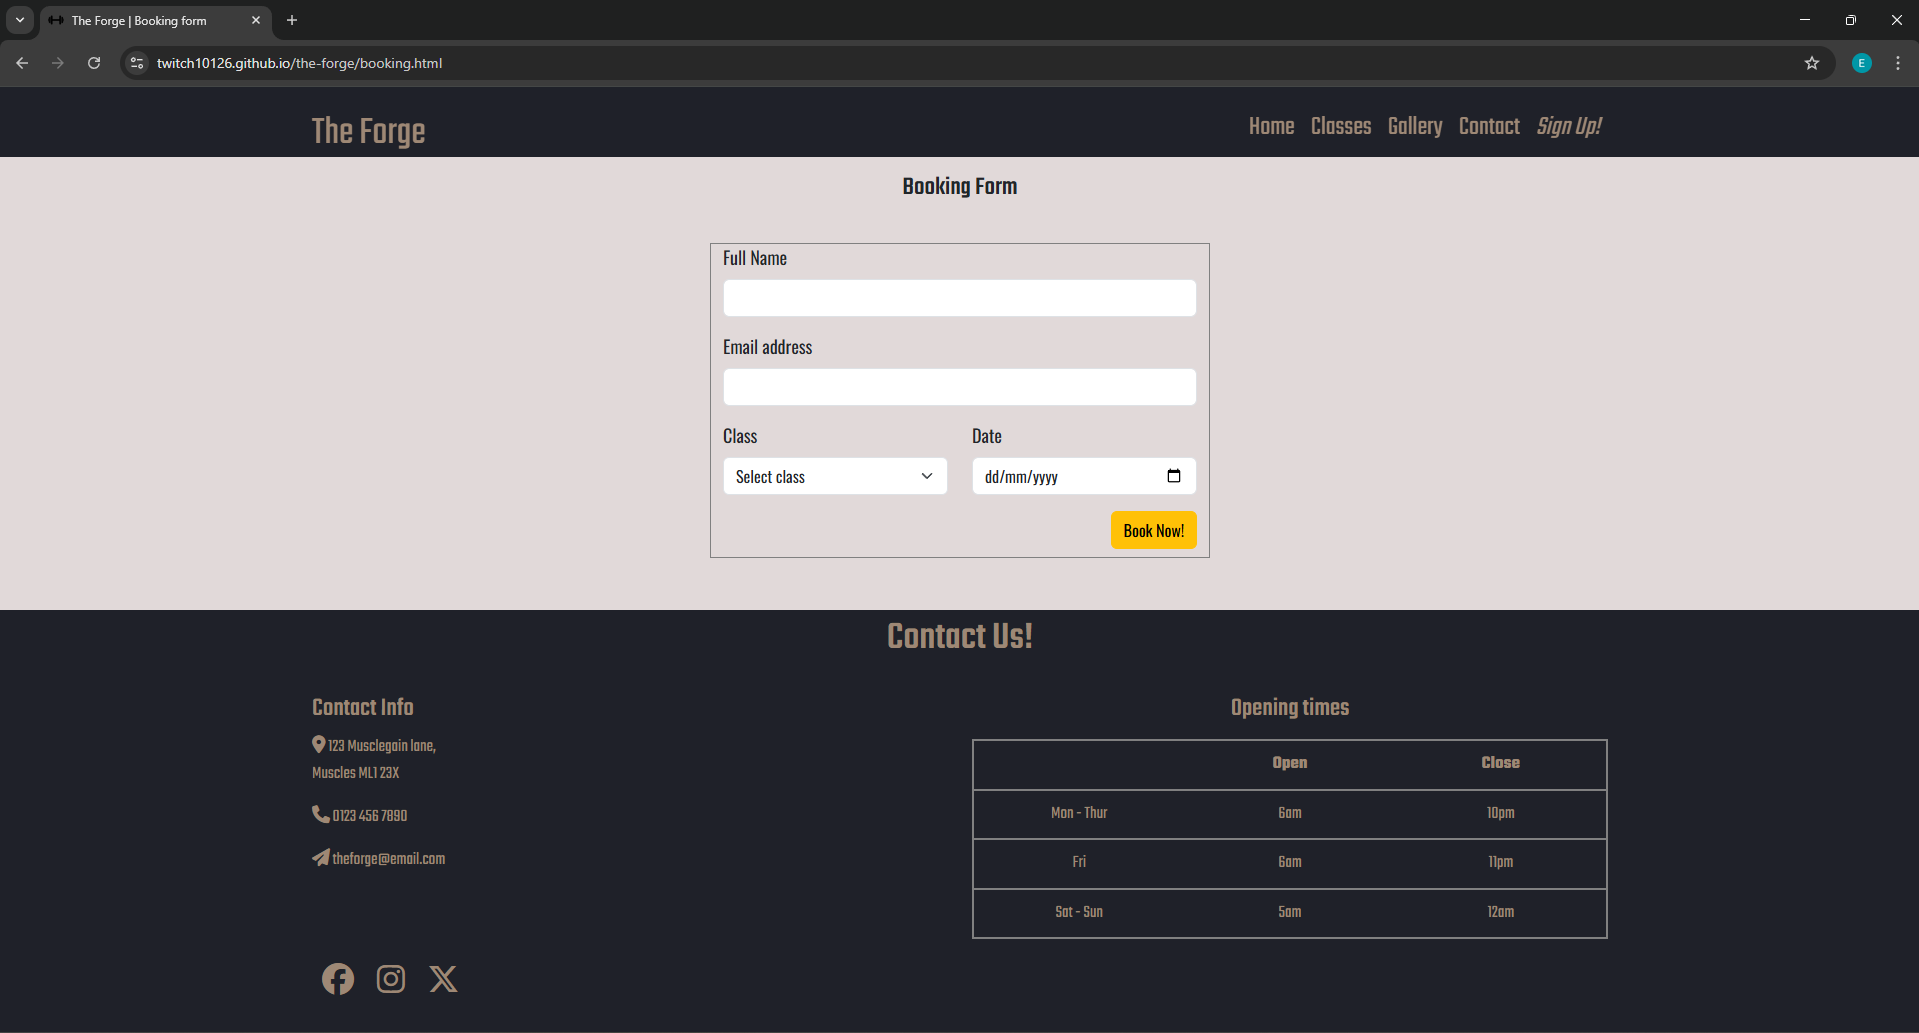 The Forge | Booking form
twitch10126.github.io/the-forge/booking.html
E
The Forge
Home Classes Gallery Contact Sign Up!
Booking Form
Full Name
Email address
Class Date
Select class dd/mm/yyyy
Book Now!
Contact Us!
Contact Info
123 Musclegain lane,
Muscles ML1 23X
0123 456 7890
theforge@email.com
Opening times
Open Close
Mon - Thur 6am 10pm
Fri 6am 11pm
Sat - Sun 5am 12am